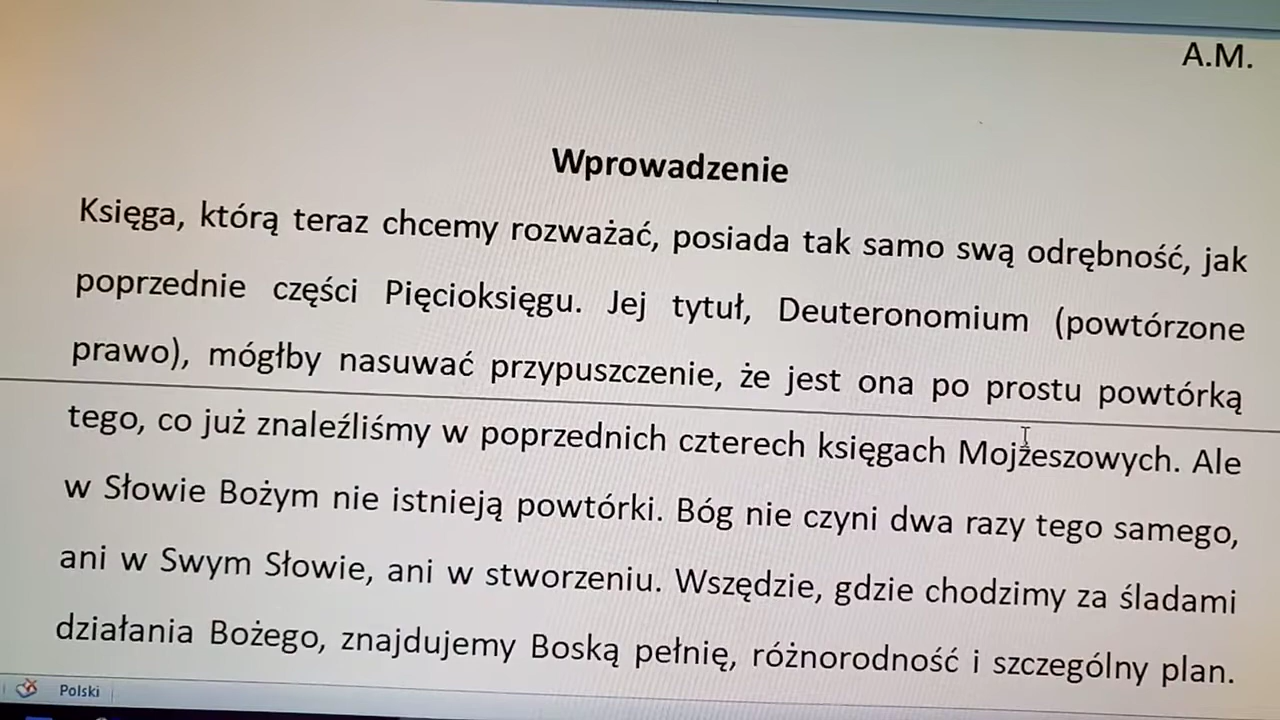 A.M.
Wprowadzenie
Księga, którą teraz chcemy rozważać, posiada tak samo swą odrębność, jak
poprzednie części Pięcioksięgu. Jej tytuł, Deuteronomium (powtórzone
prawo), mógłby nasuwać przypuszczenie, że jest ona po prostu powtórką
tego, co już znaleźliśmy w poprzednich czterech księgach Mojżeszowych. Ale
w Słowie Bożym nie istnieją powtórki. Bóg nie czyni dwa razy tego samego,
ani w Swym Słowie, ani w stworzeniu. Wszędzie, gdzie chodzimy za śladami
działania Bożego, znajdujemy Boską pełnię, różnorodność i szczególny plan.
Polski